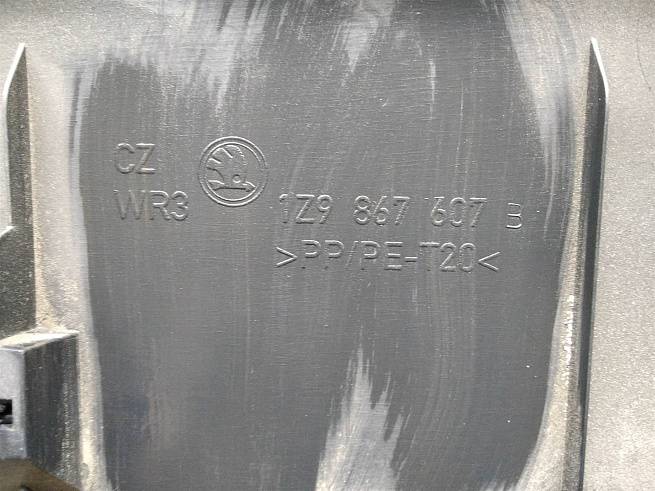 CZ
WR3
1Z9 867 607 B
>PP/PE-T20<